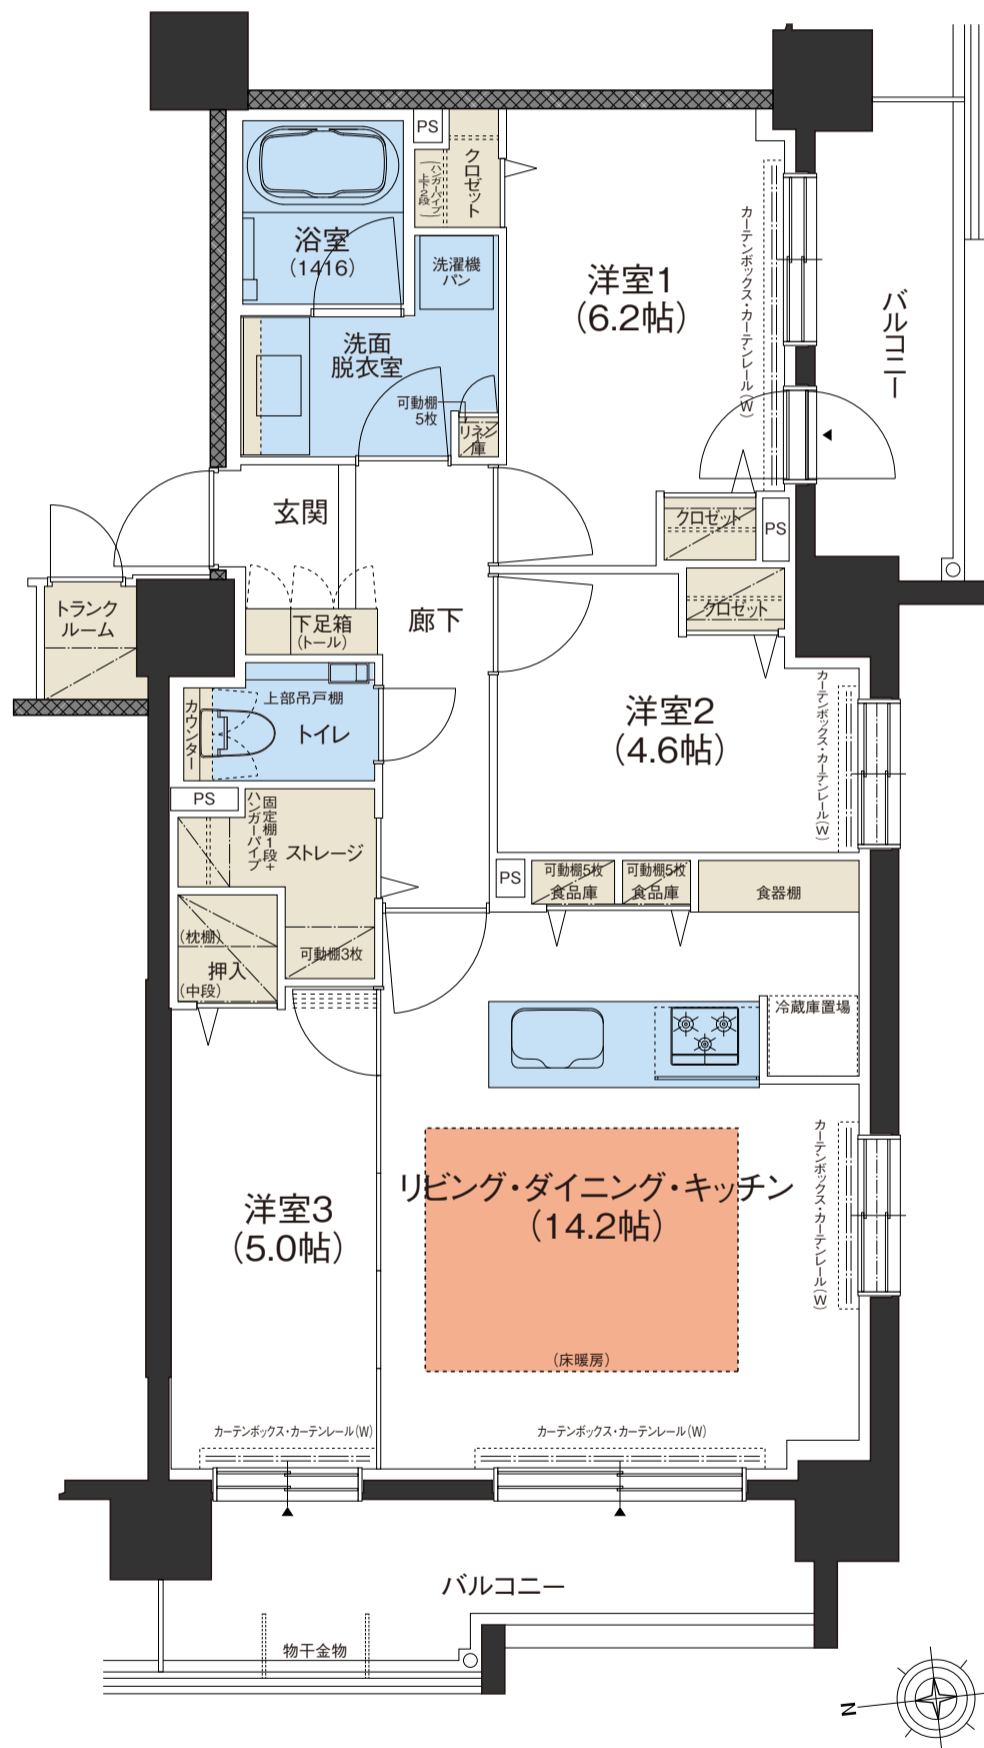 PS
クロゼット
ハンガーパイプ
(上下2段)
浴室
(1416)
洗濯機
パン
洗面
脱衣室
可動棚
5枚
リネン
庫
洋室1
(6.2帖)
カーテンボックス・カーテンレール(W)
バルコニー
クロゼット
PS
玄関
トランク
ルーム
下足箱
(トール)
廊下
クロゼット
洋室2
(4.6帖)
カーテンボックス・カーテンレール(W)
上部吊戸棚
カウンター
トイレ
PS
固定棚1段+
ハンガーパイプ
ストレージ
可動棚3枚
(枕棚)
押入
(中段)
PS
可動棚5枚
食品庫
可動棚5枚
食品庫
食器棚
冷蔵庫置場
カーテンボックス・カーテンレール(W)
リビング・ダイニング・キッチン
(14.2帖)
(床暖房)
洋室3
(5.0帖)
カーテンボックス・カーテンレール(W)
カーテンボックス・カーテンレール(W)
バルコニー
物干金物
N